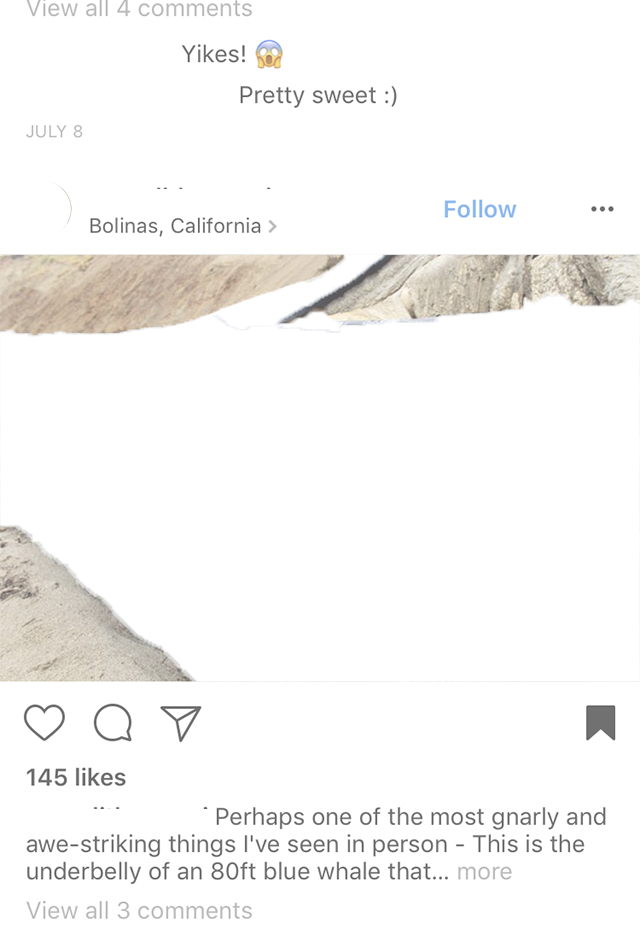 View all 4 comments
Yikes! 😱
Pretty sweet :)
JULY 8
Bolinas, California >
Follow
145 likes
Perhaps one of the most gnarly and
awe-striking things I've seen in person - This is the
underbelly of an 80ft blue whale that... more
View all 3 comments